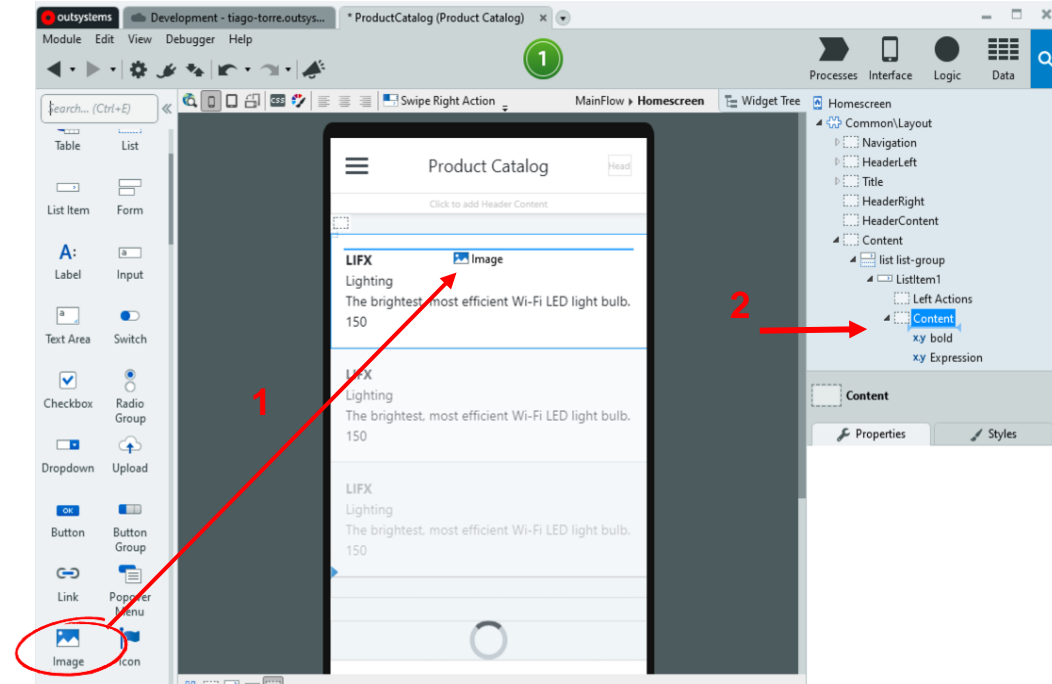 outsystems
Development - tiago-torre.outsys...
* ProductCatalog (Product Catalog)
Module Edit View Debugger Help
1
Processes Interface Logic Data
Search... (Ctrl+E)
css
Swipe Right Action
MainFlow Homescreen
Widget Tree
Table List
List Item Form
A:
a
Label Input
a
Text Area Switch
Checkbox Radio Group
Dropdown Upload
OK
Button Button Group
Link Popover Menu
Image Icon
Product Catalog
Head
Click to add Header Content
LIFX
Image
Lighting
The brightest, most efficient Wi-Fi LED light bulb.
150
LIFX
Lighting
The brightest, most efficient Wi-Fi LED light bulb.
150
LIFX
Lighting
The brightest, most efficient Wi-Fi LED light bulb.
150
1
2
Homescreen
Common\Layout
Navigation
HeaderLeft
Title
HeaderRight
HeaderContent
Content
list list-group
ListItem1
Left Actions
Content
x.y bold
x.y Expression
Content
Properties
Styles